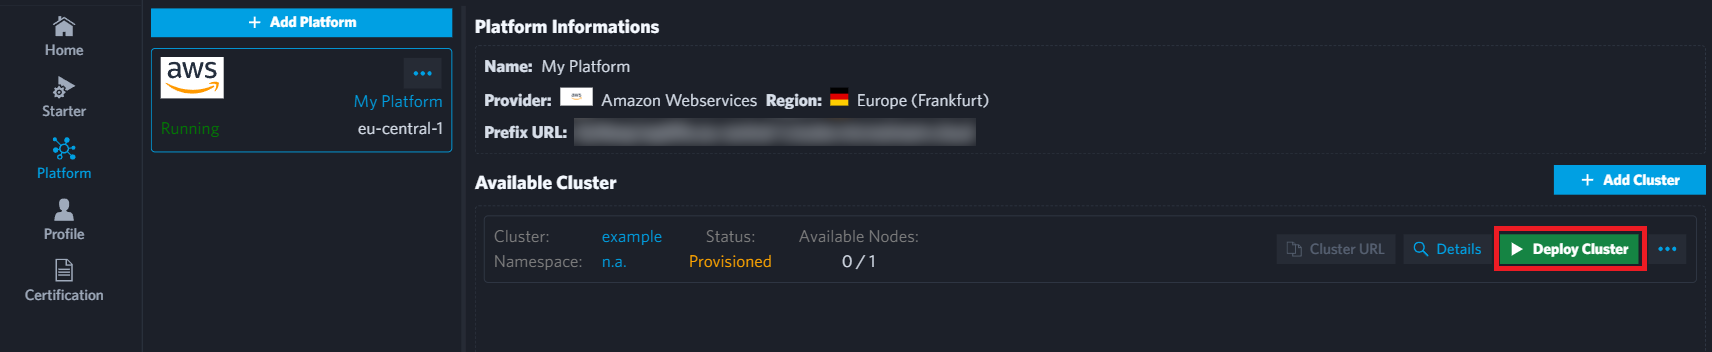 Home
Starter
Platform
Profile
Certification
+ Add Platform
aws
My Platform
Running eu-central-1
Platform Informations
Name: My Platform
Provider: aws Amazon Webservices Region: Europe (Frankfurt)
Prefix URL:
Available Cluster
+ Add Cluster
Cluster: example Status: Available Nodes:
Namespace: n.a. Provisioned 0 / 1
Cluster URL Details Deploy Cluster